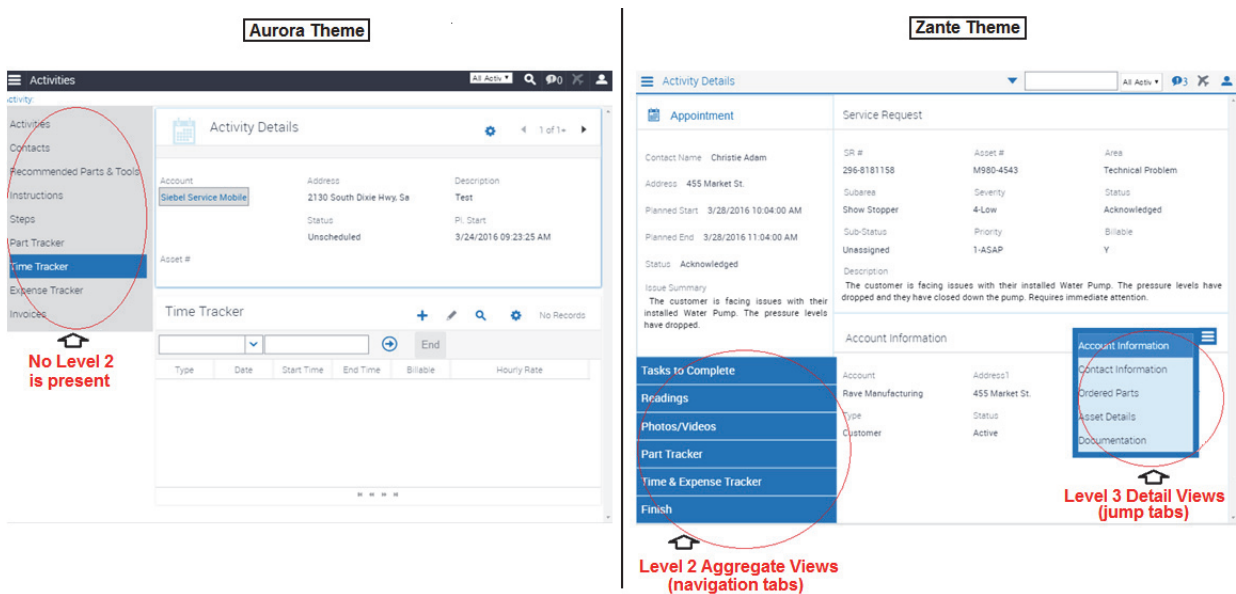 Aurora Theme
Activities
All Activ
0
Activity:
Activities
Contacts
Recommended Parts & Tools
Instructions
Steps
Part Tracker
Time Tracker
Expense Tracker
Invoices
No Level 2
is present
Activity Details
1 of 1+
Account
Address
Description
Siebel Service Mobile
2130 South Dixie Hwy, Sa
Test
Status
Pl. Start
Unscheduled
3/24/2016 09:23:25 AM
Asset #
Time Tracker
No Records
End
Type Date Start Time End Time Billable Hourly Rate
Zante Theme
Activity Details
All Activ
3
Appointment
Contact Name Christie Adam
Address 455 Market St.
Planned Start 3/28/2016 10:04:00 AM
Planned End 3/28/2016 11:04:00 AM
Status Acknowledged
Issue Summary
The customer is facing issues with their
installed Water Pump. The pressure levels
have dropped.
Tasks to Complete
Readings
Photos/Videos
Part Tracker
Time & Expense Tracker
Finish
Level 2 Aggregate Views
(navigation tabs)
Service Request
SR # Asset # Area
296-8181158 M980-4543 Technical Problem
Subarea Severity Status
Show Stopper 4-Low Acknowledged
Sub-Status Priority Billable
Unassigned 1-ASAP Y
Description
The customer is facing issues with their installed Water Pump. The pressure levels have
dropped and they have closed down the pump. Requires immediate attention.
Account Information
Account Address1
Rave Manufacturing 455 Market St.
Type Status
Customer Active
Account Information
Contact Information
Ordered Parts
Asset Details
Documentation
Level 3 Detail Views
(jump tabs)